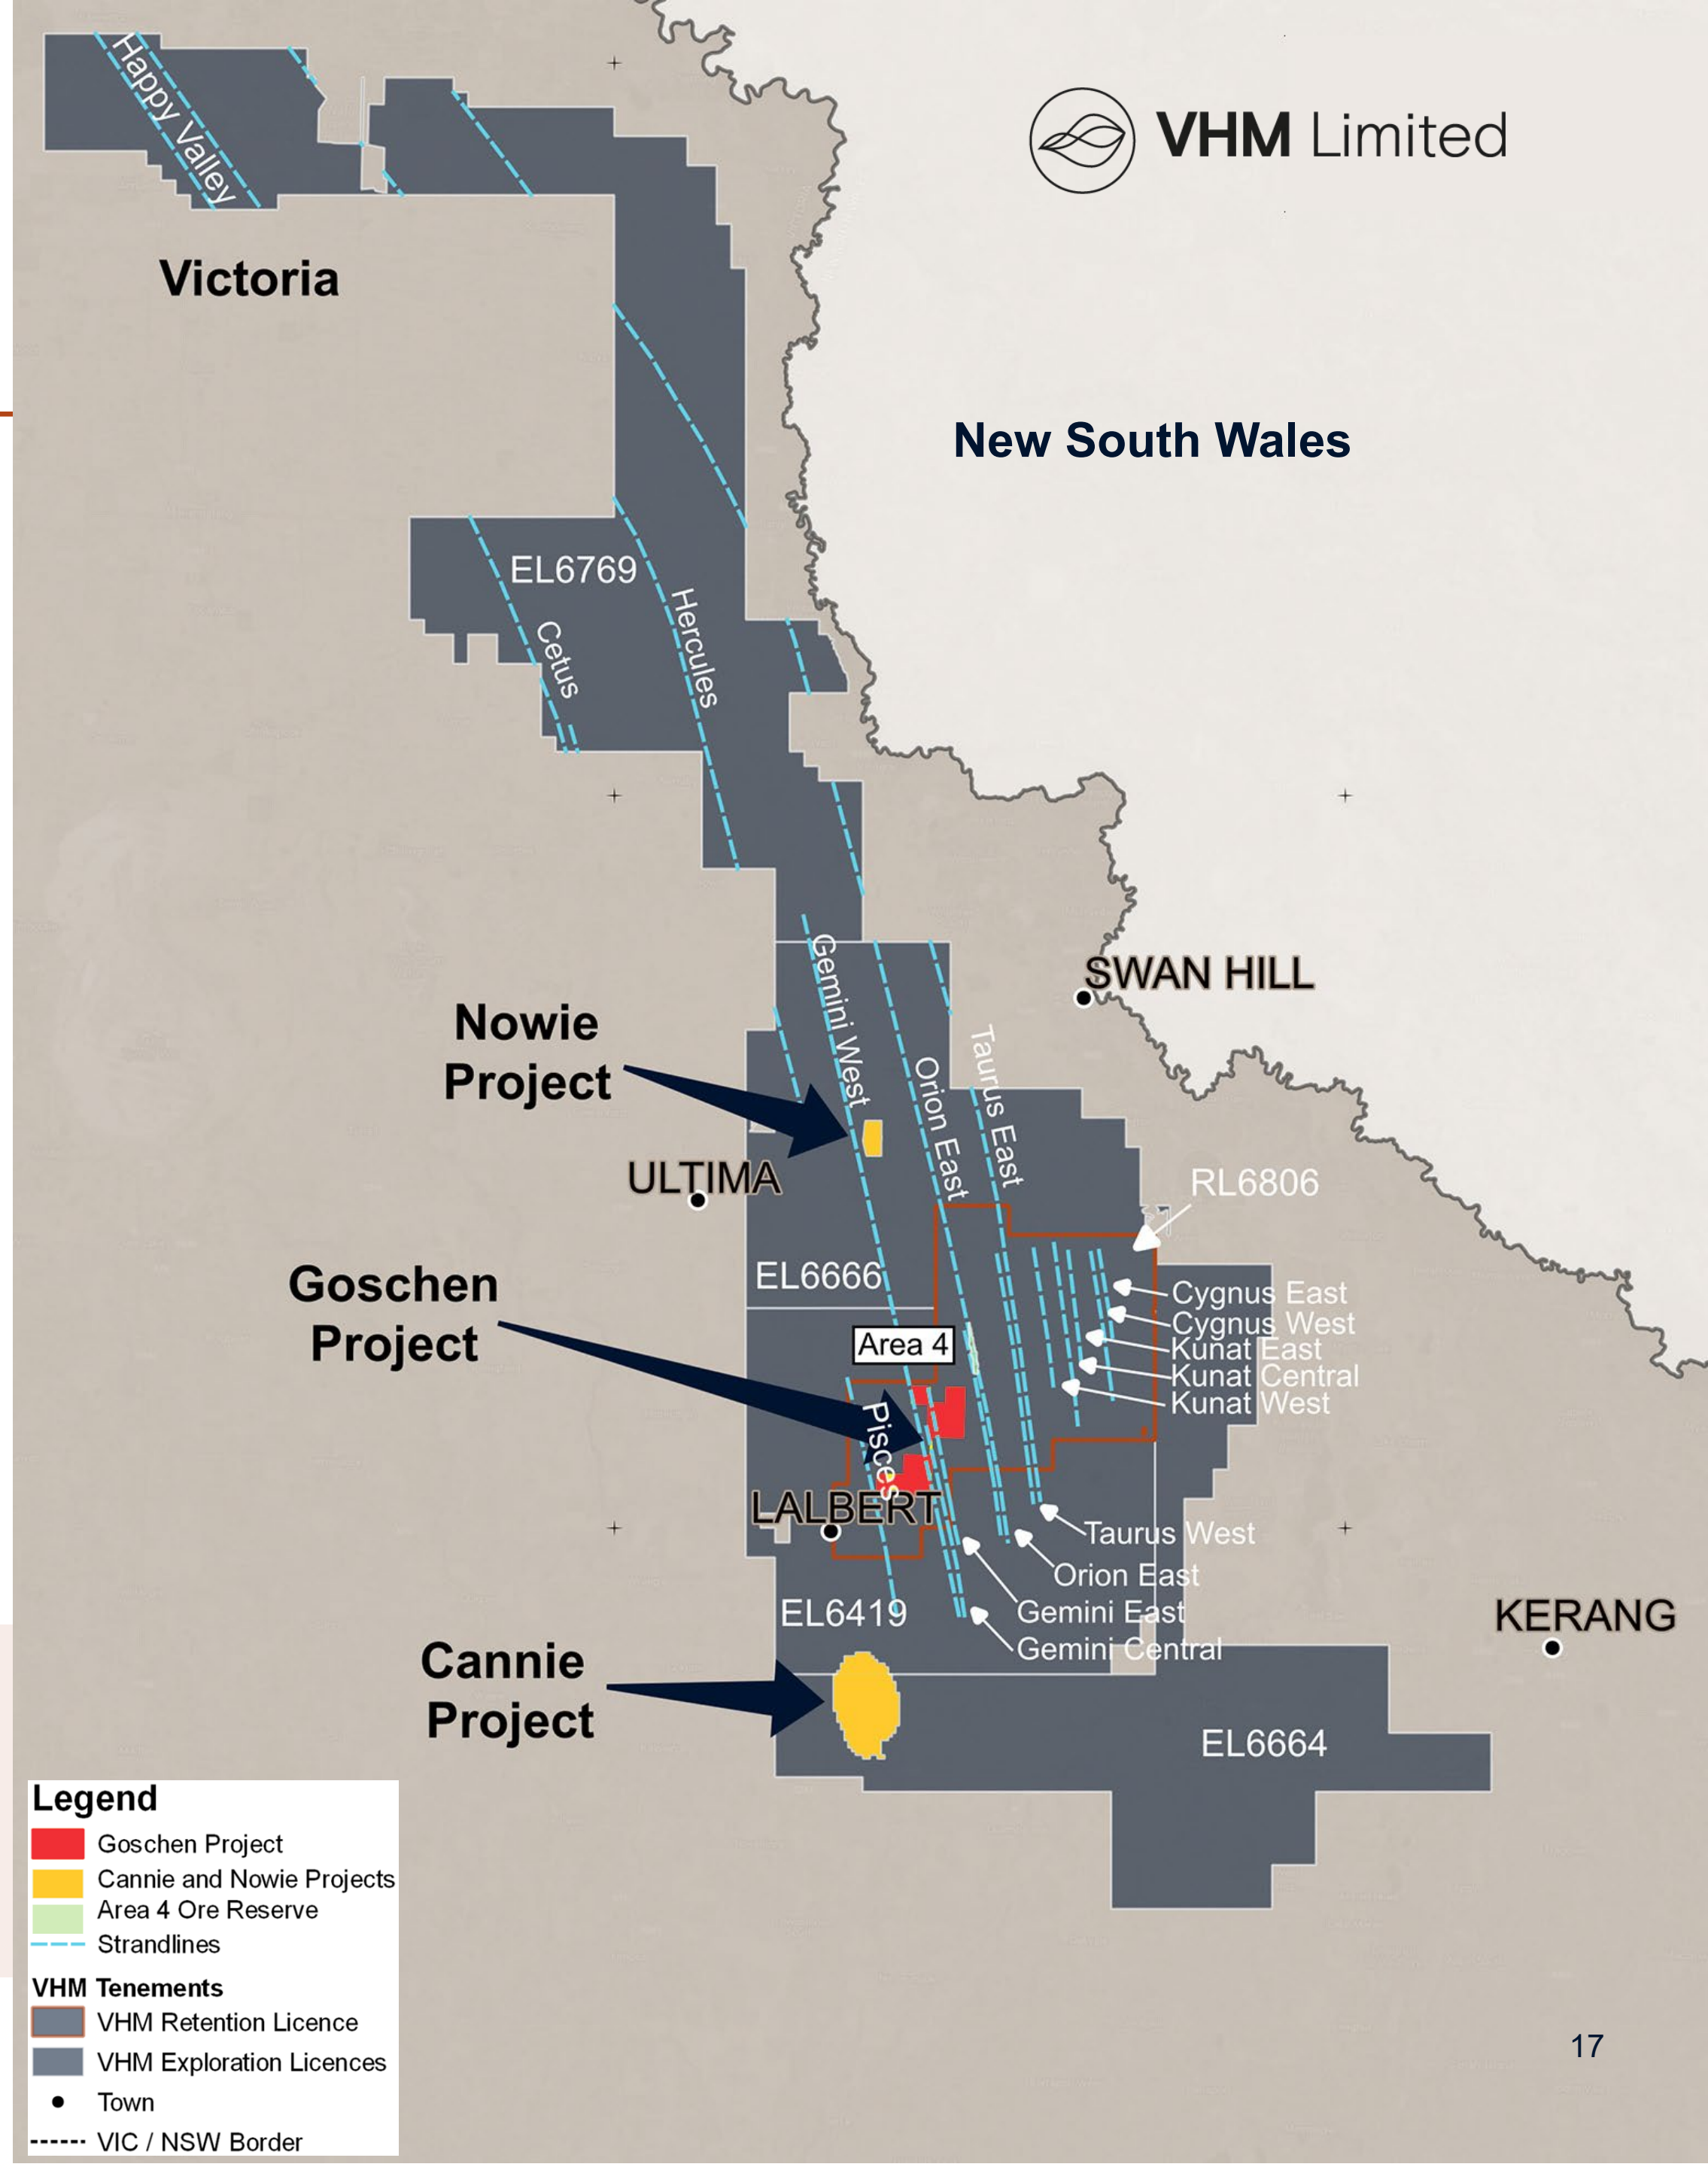 Happy Valley
VHM Limited
Victoria
New South Wales
EL6769
Cetus
Hercules
SWAN HILL
Gemini West
Nowie
Project
Orion East
Taurus East
ULTIMA
RL6806
EL6666
Goschen
Project
Cygnus East
Cygnus West
Kunat East
Kunat Central
Kunat West
Area 4
Pisces
LALBERT
Taurus West
Orion East
Gemini East
Gemini Central
EL6419
KERANG
Cannie
Project
EL6664
Legend
Goschen Project
Cannie and Nowie Projects
Area 4 Ore Reserve
Strandlines
VHM Tenements
VHM Retention Licence
VHM Exploration Licences
Town
VIC / NSW Border
17